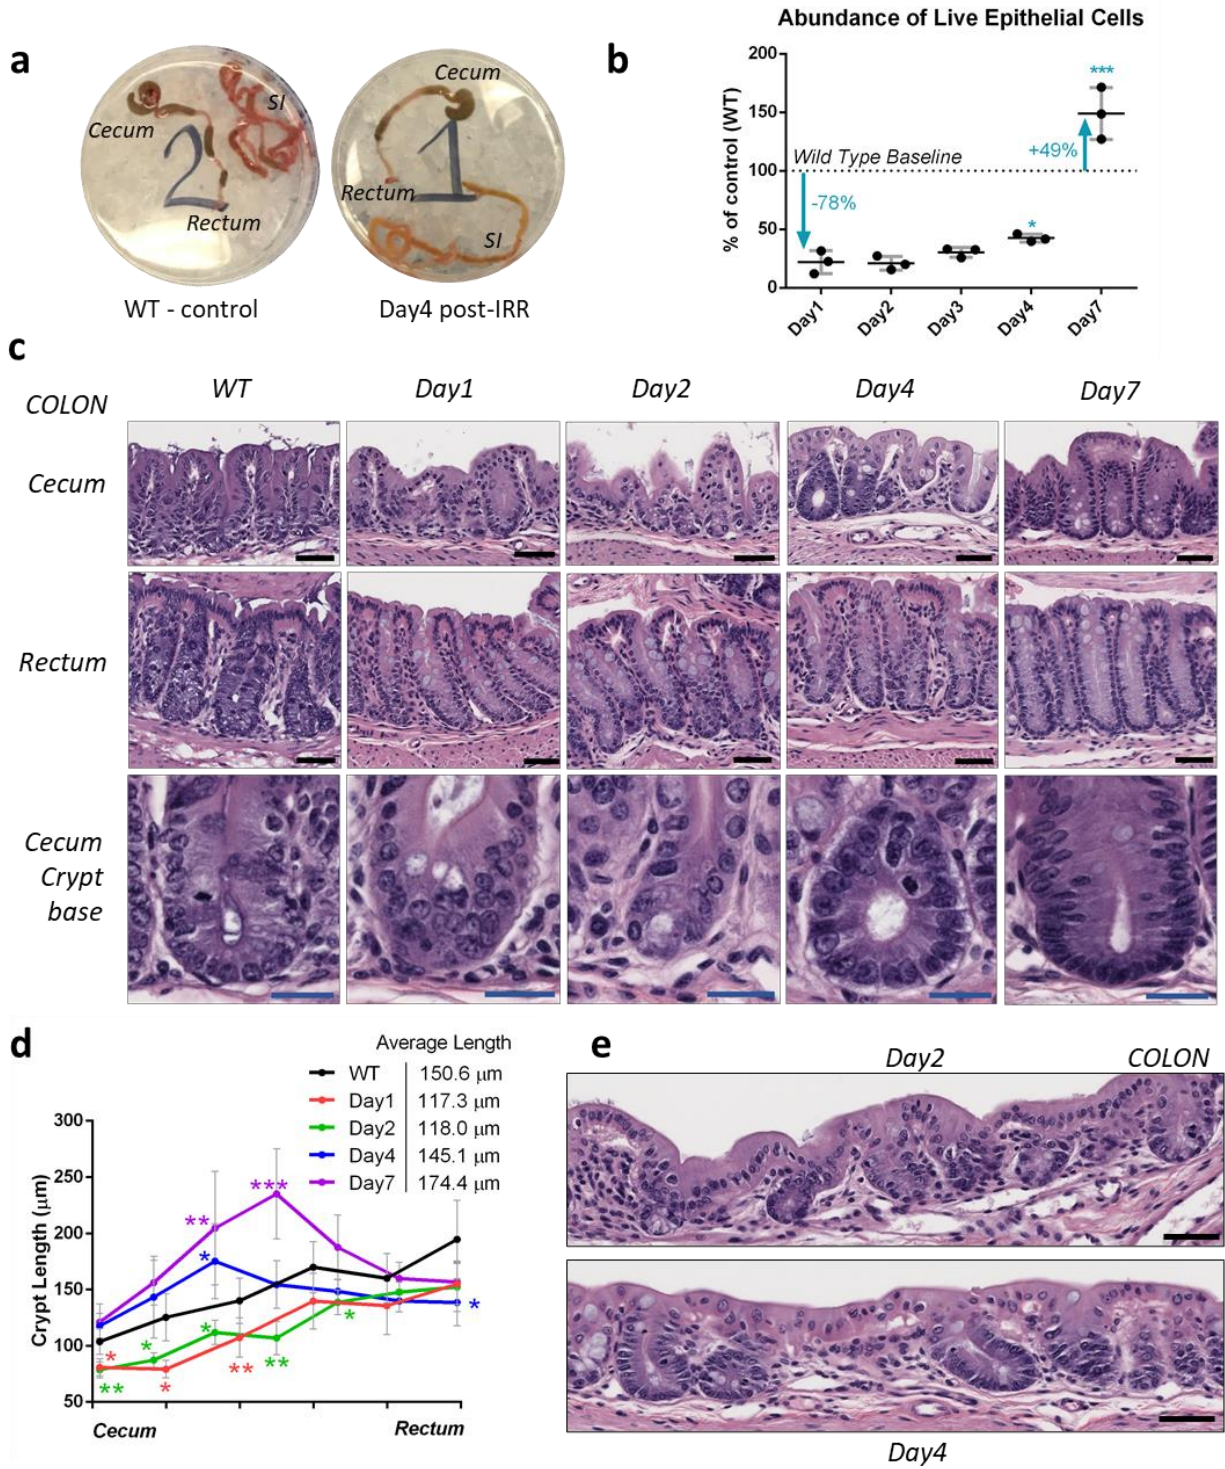 a
Cecum
SI
2
Rectum
WT - control
Cecum
1
Rectum
SI
Day4 post-IRR
b
Abundance of Live Epithelial Cells
% of control (WT)
200
150
100
50
0
Wild Type Baseline
-78%
+49%
*
***
Day1
Day2
Day3
Day4
Day7
c
COLON
WT
Day1
Day2
Day4
Day7
Cecum
Rectum
Cecum
Crypt
base
d
Average Length
WT 150.6 μm
Day1 117.3 μm
Day2 118.0 μm
Day4 145.1 μm
Day7 174.4 μm
Crypt Length (μm)
300
250
200
150
100
50
***
**
*
*
*
*
*
*
**
*
**
**
Cecum
Rectum
e
Day2
COLON
Day4